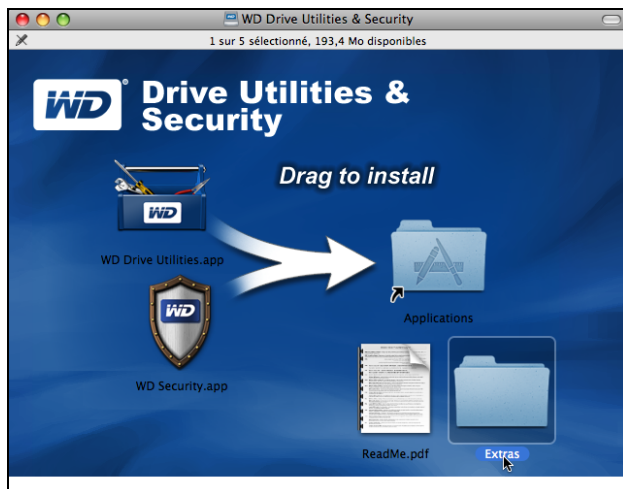 WD Drive Utilities & Security
1 sur 5 sélectionné, 193,4 Mo disponibles
WD
Drive Utilities &
Security
Drag to install
WD
WD Drive Utilities.app
Applications
WD
WD Security.app
ReadMe.pdf
Extras